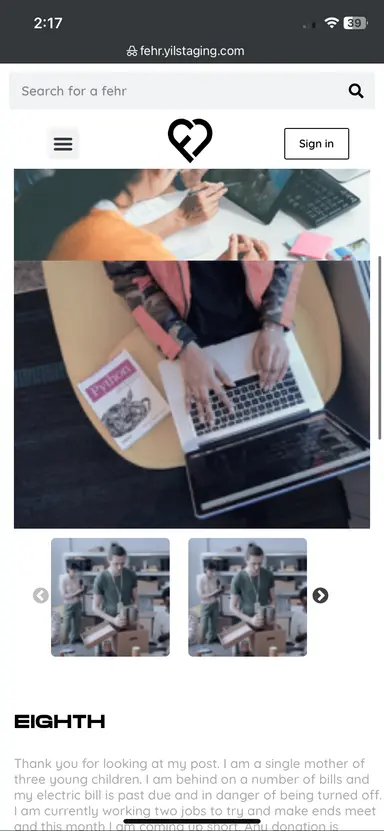 2:17
39
fehr.yilstaging.com
Search for a fehr
Sign in
Python
EIGHTH
Thank you for looking at my post. I am a single mother of
three young children. I am behind on a number of bills and
my electric bill is past due and in danger of being turned off.
I am currently working two jobs to try and make ends meet
and this month I am coming up short. Any donation is